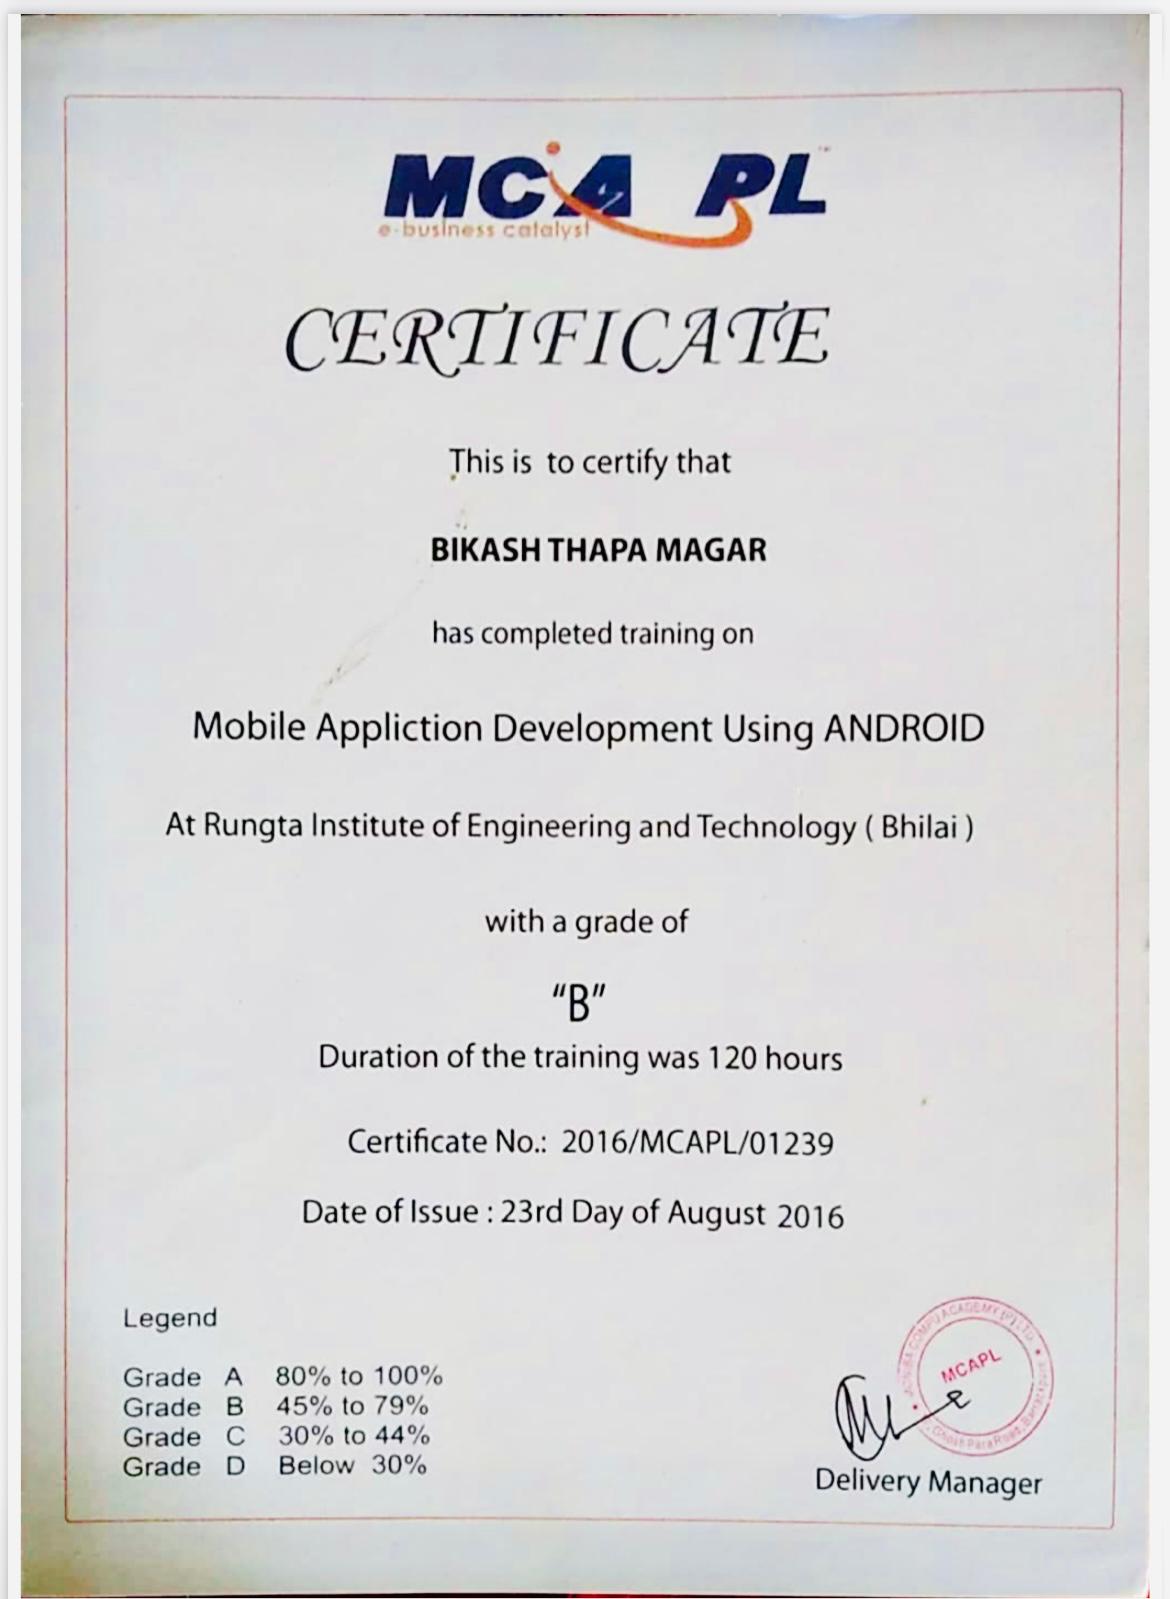 MCA PL
e-business catalyst
CERTIFICATE
This is to certify that
BIKASH THAPA MAGAR
has completed training on
Mobile Appliction Development Using ANDROID
At Rungta Institute of Engineering and Technology ( Bhilai )
with a grade of
"B"
Duration of the training was 120 hours
Certificate No.: 2016/MCAPL/01239
Date of Issue : 23rd Day of August 2016
Legend
Grade A 80% to 100%
Grade B 45% to 79%
Grade C 30% to 44%
Grade D Below 30%
COMPU ACADEMY (P) LTD.
MCAPL
Ghosh Para Road,
Delivery Manager